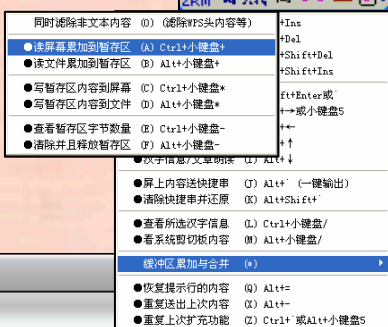 同时滤除非文本内容 (O) (滤除WPS头内容等)
●读屏幕累加到暂存区 (A) Ctrl+小键盘+
●读文件累加到暂存区 (B) Alt+小键盘+
●写暂存区内容到屏幕 (C) Ctrl+小键盘*
●写暂存区内容到文件 (D) Alt+小键盘*
●查看暂存区字节数量 (E) Ctrl+小键盘-
●清除并且释放暂存区 (F) Alt+小键盘-
+Ins
+Del
+Shift+Del
+Shift+Ins
ft+Enter或`
+→或小键盘5
+←
+↑
●汉字信息/文章朗读 (I) Alt+↓
●屏上内容送快捷串 (J) Alt+` (一键输出)
●清除快捷串并还原 (K) Alt+Shift+`
●查看所选汉字信息 (L) Ctrl+小键盘/
●看系统剪切板内容 (M) Alt+小键盘/
缓冲区累加与合并 (*)
●恢复提示行的内容 (Q) Alt+=
●重复送出上次内容 (X) Alt+-
●重复上次扩充功能 (Z) Ctrl+`或Alt+小键盘5